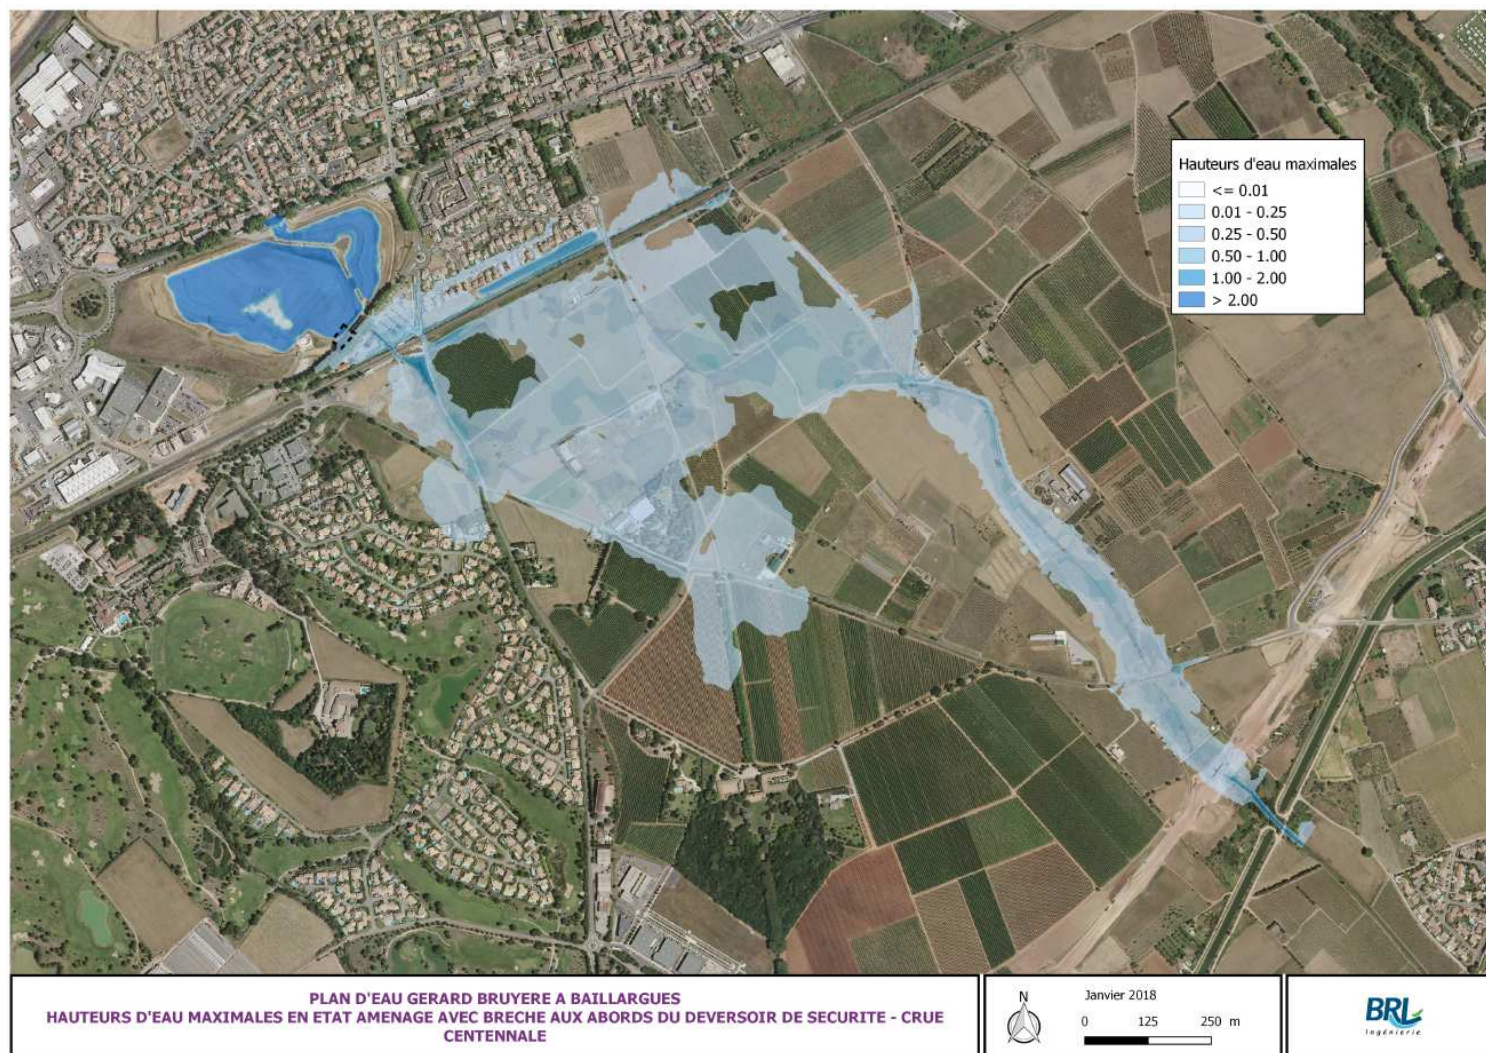 Hauteurs d'eau maximales
<= 0.01
0.01 - 0.25
0.25 - 0.50
0.50 - 1.00
1.00 - 2.00
> 2.00
PLAN D'EAU GERARD BRUYERE A BAILLARGUES
HAUTEURS D'EAU MAXIMALES EN ETAT AMENAGE AVEC BRECHE AUX ABORDS DU DEVERSOIR DE SECURITE - CRUE
CENTENNALE
N
Janvier 2018
0 125 250 m
BRL
Ingénierie